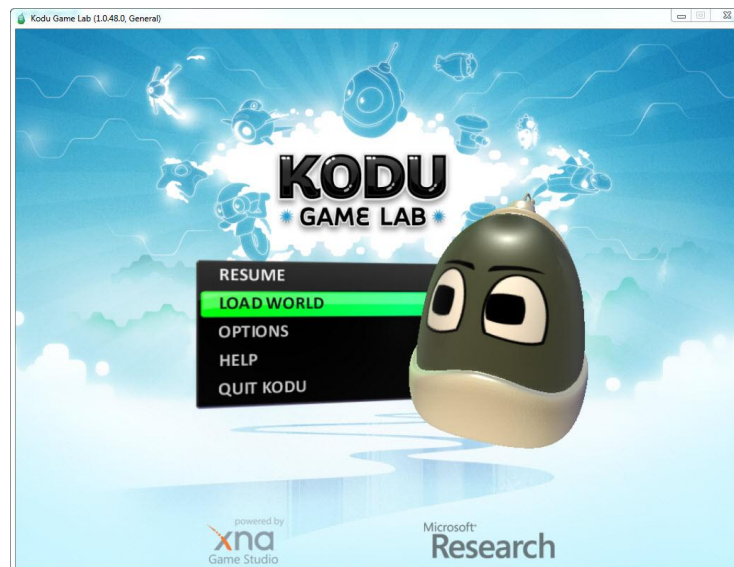 Kodu Game Lab (1.0.48.0, General)
KODU
GAME LAB
RESUME
LOAD WORLD
OPTIONS
HELP
QUIT KODU
powered by
xna
Game Studio
Microsoft
Research